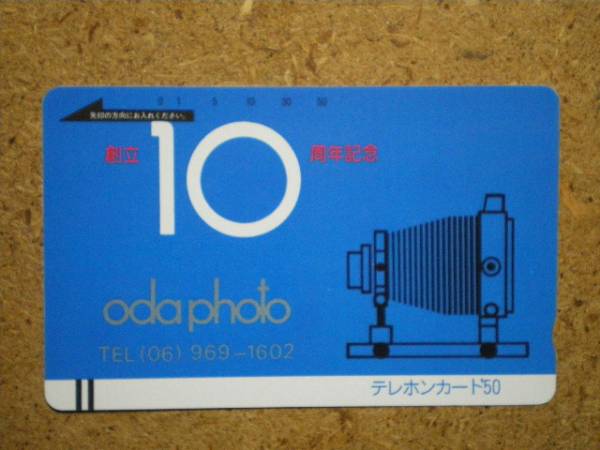 0 1 5 10 30 50
矢印の方向にお入れください。
創立 10 周年記念
oda photo
TEL (06) 969-1602
テレホンカード50